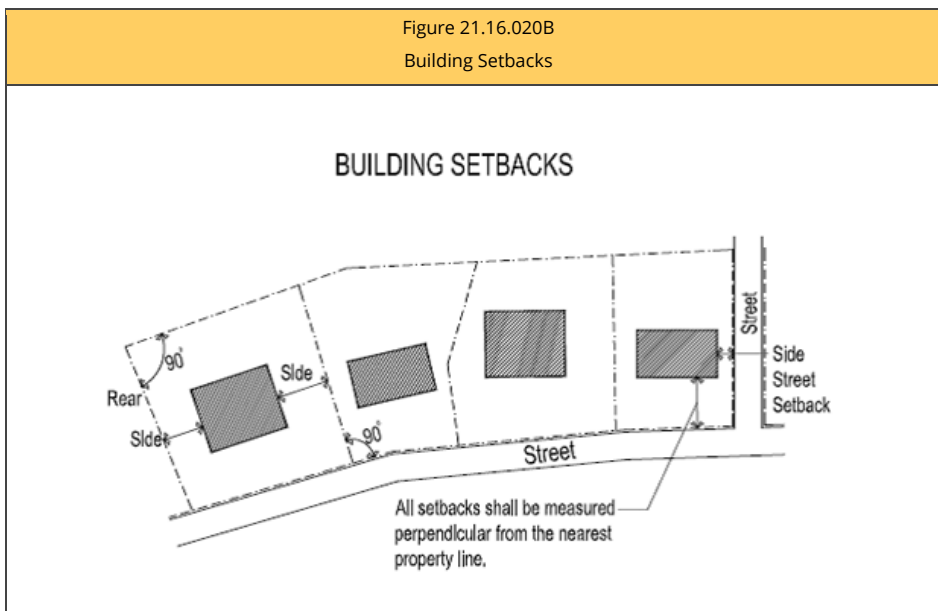 Figure 21.16.020B
Building Setbacks
BUILDING SETBACKS
Street
90°
Side
Side
Street
Setback
Rear
Side
Side
90°
Street
All setbacks shall be measured
perpendicular from the nearest
property line.